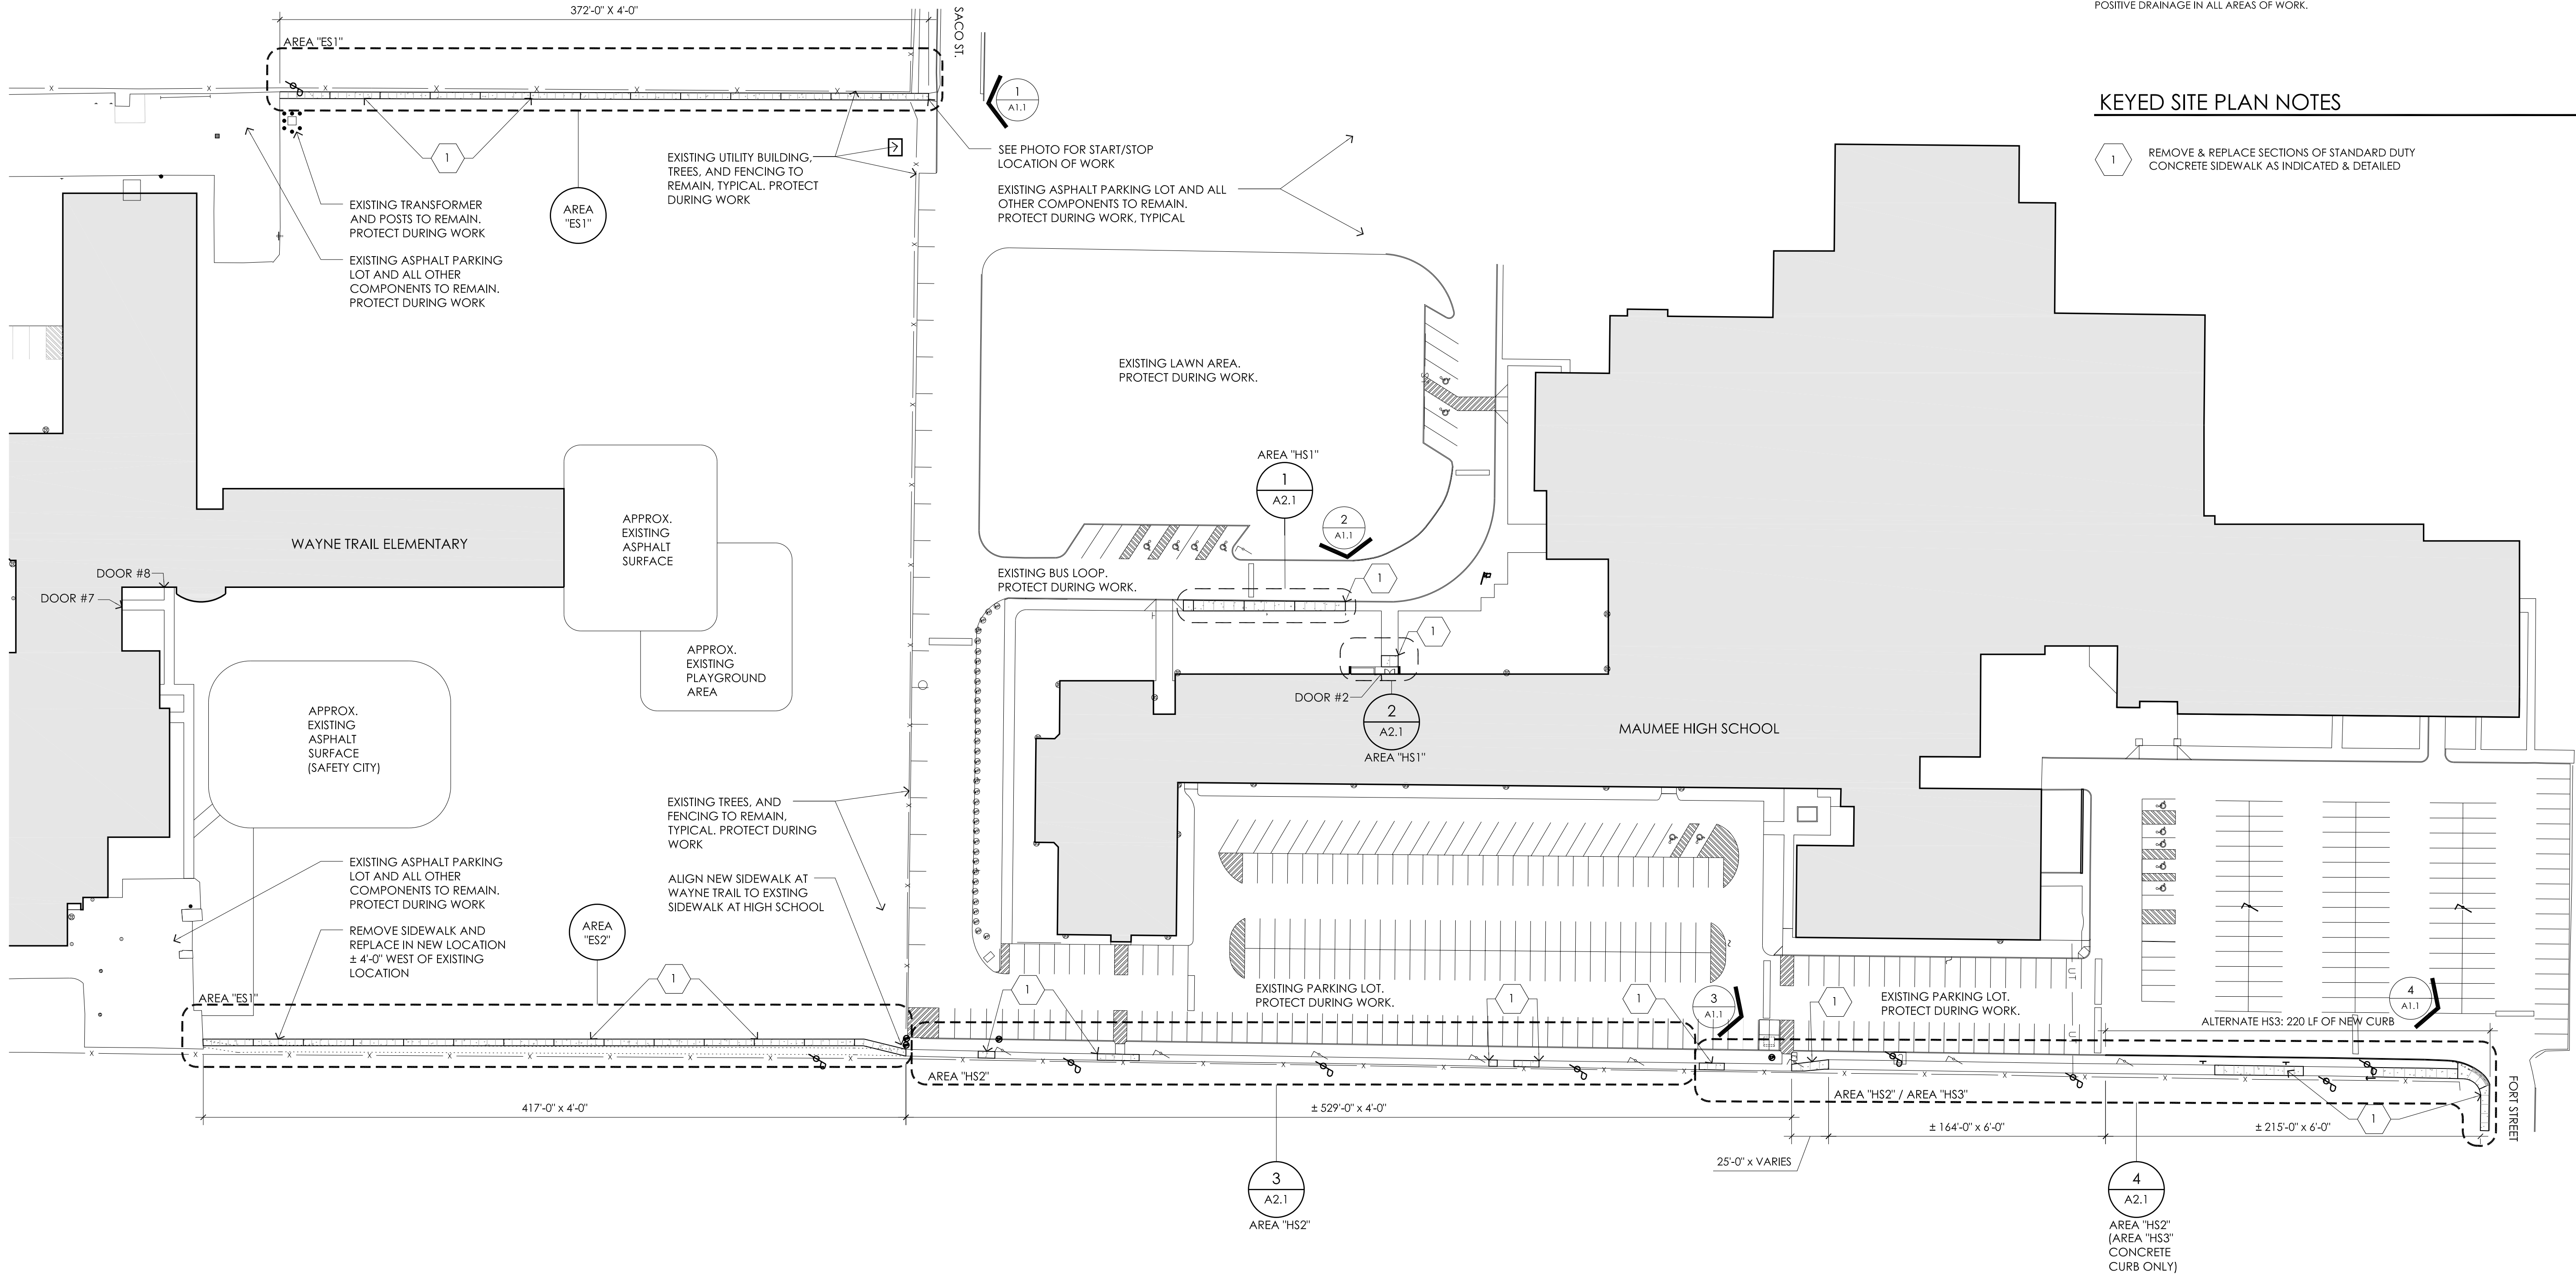 POSITIVE DRAINAGE IN ALL AREAS OF WORK.
KEYED SITE PLAN NOTES
1
REMOVE & REPLACE SECTIONS OF STANDARD DUTY
CONCRETE SIDEWALK AS INDICATED & DETAILED
372'-0" X 4'-0"
AREA "ES1"
SACO ST.
1
A1.1
1
EXISTING TRANSFORMER
AND POSTS TO REMAIN.
PROTECT DURING WORK
EXISTING ASPHALT PARKING
LOT AND ALL OTHER
COMPONENTS TO REMAIN.
PROTECT DURING WORK
AREA
"ES1"
EXISTING UTILITY BUILDING,
TREES, AND FENCING TO
REMAIN, TYPICAL. PROTECT
DURING WORK
SEE PHOTO FOR START/STOP
LOCATION OF WORK
EXISTING ASPHALT PARKING LOT AND ALL
OTHER COMPONENTS TO REMAIN.
PROTECT DURING WORK, TYPICAL
EXISTING LAWN AREA.
PROTECT DURING WORK.
AREA "HS1"
1
A2.1
2
A1.1
EXISTING BUS LOOP.
PROTECT DURING WORK.
1
1
DOOR #2
2
A2.1
AREA "HS1"
MAUMEE HIGH SCHOOL
WAYNE TRAIL ELEMENTARY
DOOR #8
DOOR #7
APPROX.
EXISTING
ASPHALT
SURFACE
APPROX.
EXISTING
PLAYGROUND
AREA
APPROX.
EXISTING
ASPHALT
SURFACE
(SAFETY CITY)
EXISTING TREES, AND
FENCING TO REMAIN,
TYPICAL. PROTECT DURING
WORK
ALIGN NEW SIDEWALK AT
WAYNE TRAIL TO EXSTING
SIDEWALK AT HIGH SCHOOL
EXISTING ASPHALT PARKING
LOT AND ALL OTHER
COMPONENTS TO REMAIN.
PROTECT DURING WORK
REMOVE SIDEWALK AND
REPLACE IN NEW LOCATION
± 4'-0" WEST OF EXISTING
LOCATION
AREA
"ES2"
1
AREA "ES1"
1
EXISTING PARKING LOT.
PROTECT DURING WORK.
1
1
3
A1.1
1
EXISTING PARKING LOT.
PROTECT DURING WORK.
4
A1.1
ALTERNATE HS3: 220 LF OF NEW CURB
AREA "HS2"
AREA "HS2" / AREA "HS3"
1
FORT STREET
417'-0" x 4'-0"
± 529'-0" x 4'-0"
± 164'-0" x 6'-0"
± 215'-0" x 6'-0"
25'-0" x VARIES
3
A2.1
AREA "HS2"
4
A2.1
AREA "HS2"
(AREA "HS3"
CONCRETE
CURB ONLY)